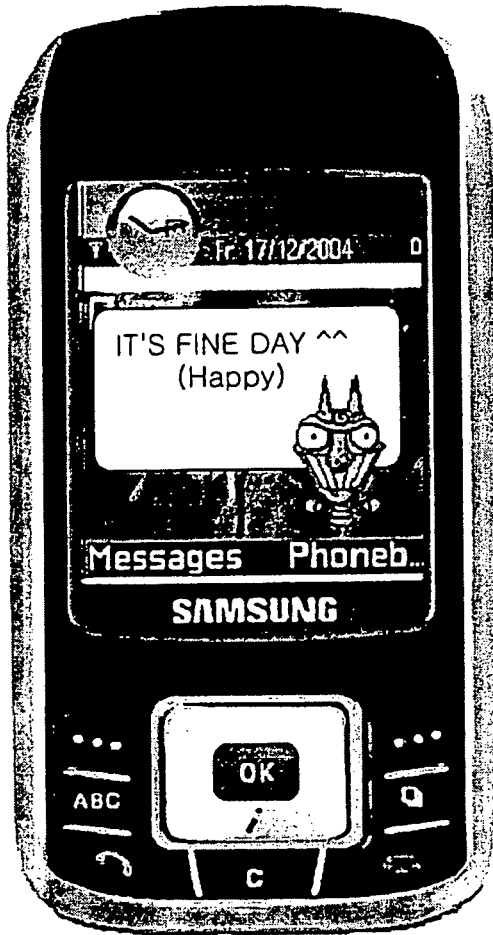 Fr. 17/12/2004
IT'S FINE DAY ^^
(Happy)
Messages Phoneb...
SAMSUNG
OK
ABC
i
C